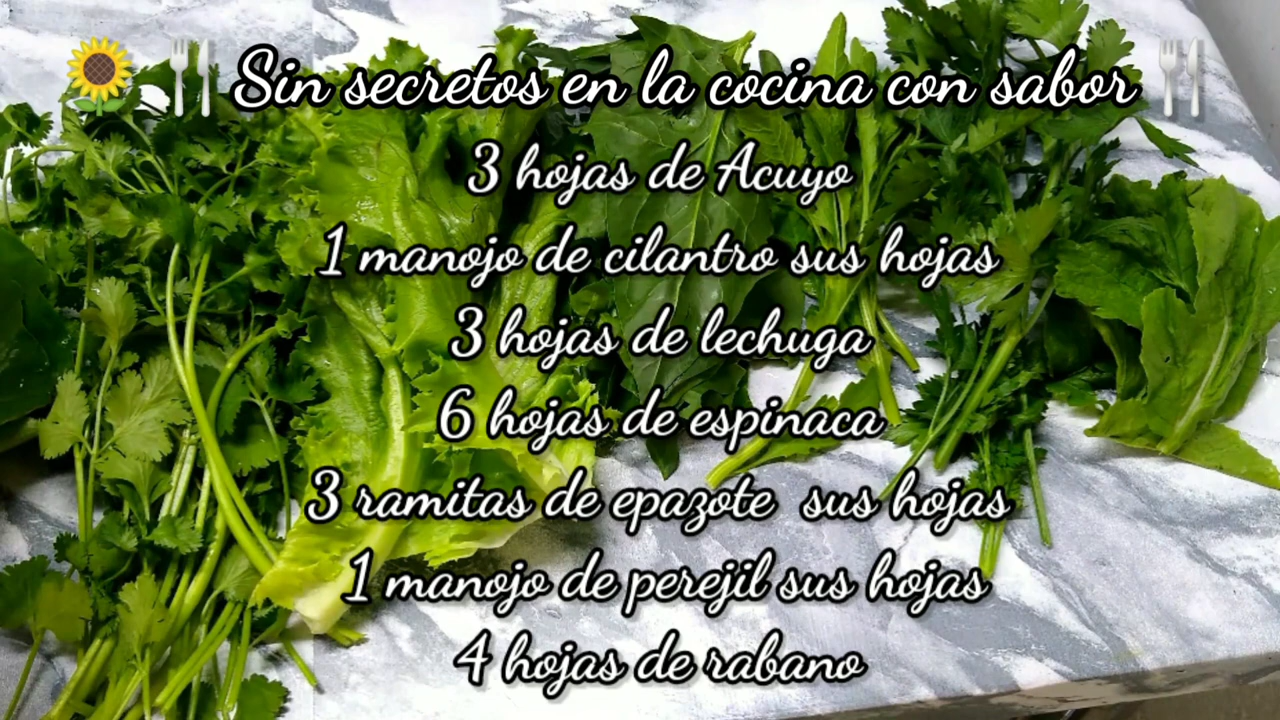 🌻 🍴 Sin secretos en la cocina con sabor 🍴
3 hojas de Acuyo
1 manojo de cilantro sus hojas
3 hojas de lechuga
6 hojas de espinaca
3 ramitas de epazote sus hojas
1 manojo de perejil sus hojas
4 hojas de rabano